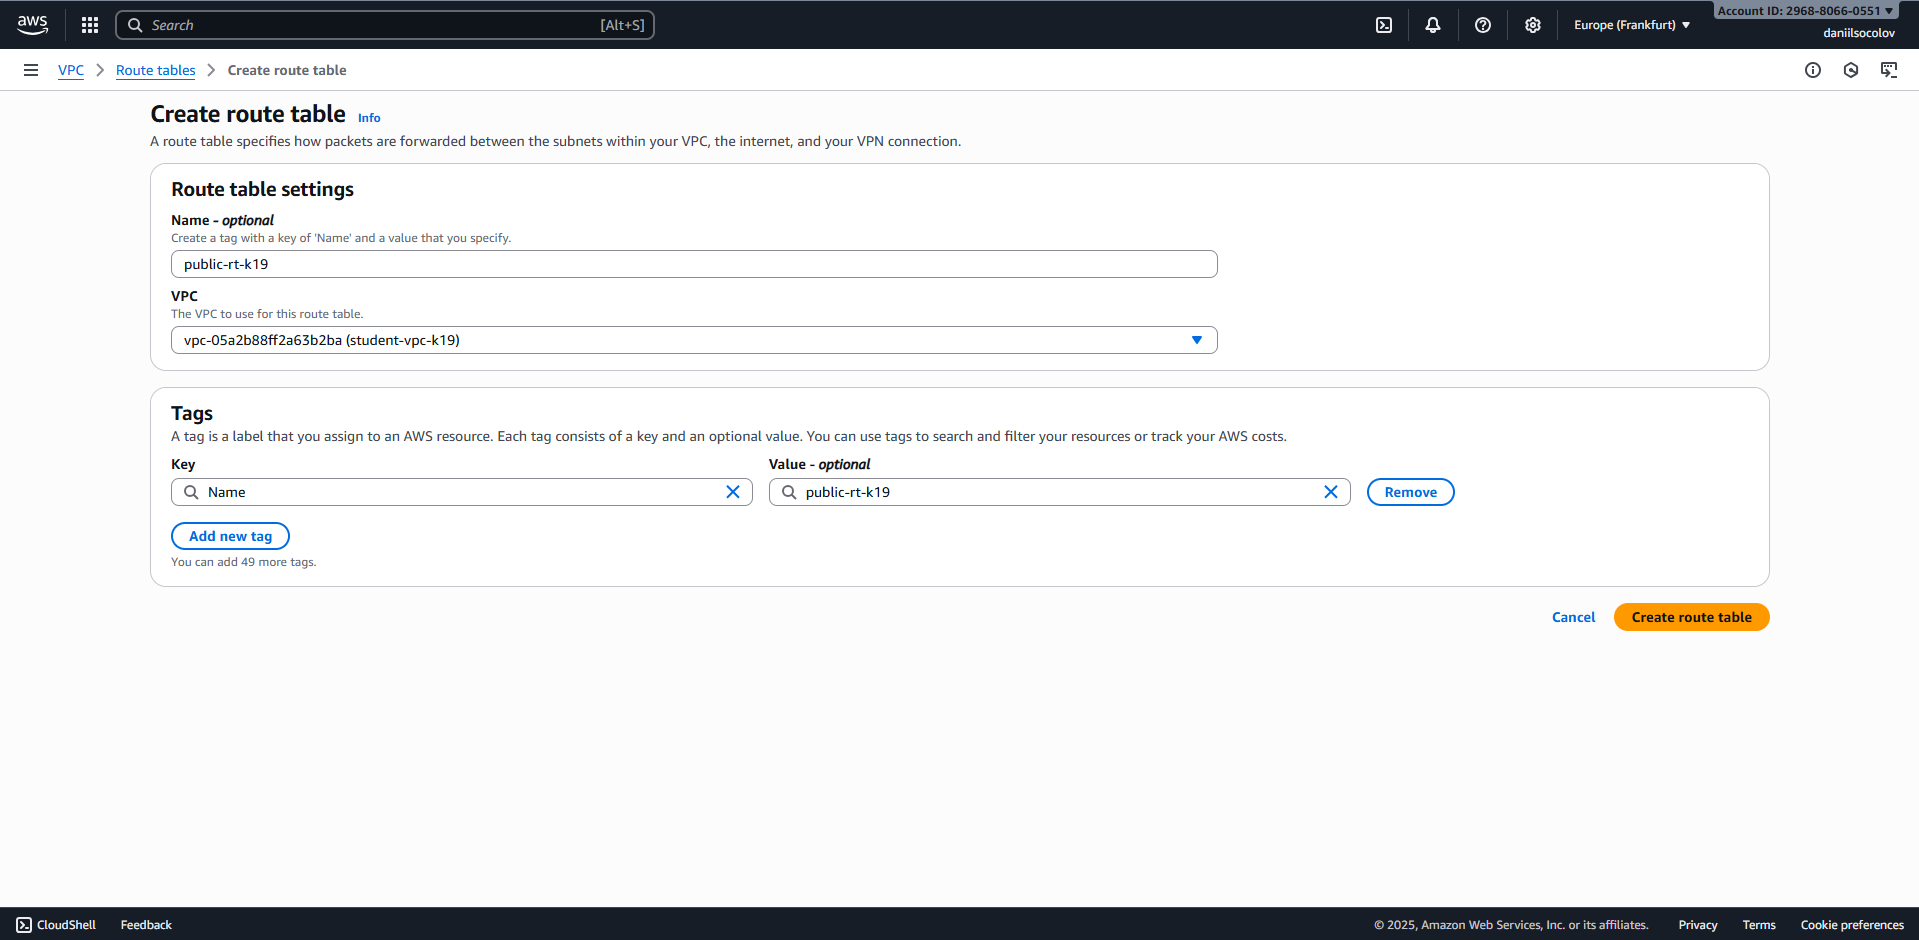 aws
Search [Alt+S]
Europe (Frankfurt)
Account ID: 2968-8066-0551
daniilsocolov
VPC
Route tables
Create route table
Create route table Info
A route table specifies how packets are forwarded between the subnets within your VPC, the internet, and your VPN connection.
Route table settings
Name - optional
Create a tag with a key of 'Name' and a value that you specify.
public-rt-k19
VPC
The VPC to use for this route table.
vpc-05a2b88ff2a63b2ba (student-vpc-k19)
Tags
A tag is a label that you assign to an AWS resource. Each tag consists of a key and an optional value. You can use tags to search and filter your resources or track your AWS costs.
Key
Value - optional
Name
public-rt-k19
Remove
Add new tag
You can add 49 more tags.
Cancel
Create route table
CloudShell
Feedback
© 2025, Amazon Web Services, Inc. or its affiliates.
Privacy
Terms
Cookie preferences